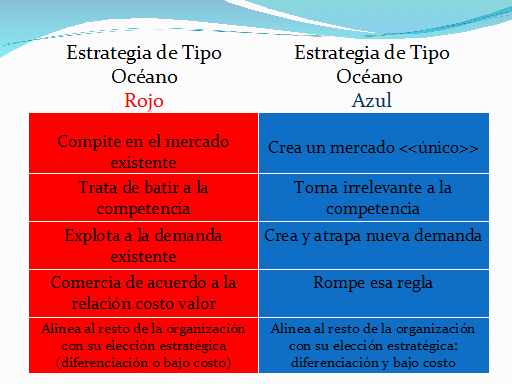 Estrategia de Tipo
Océano
Rojo
Estrategia de Tipo
Océano
Azul
Compite en el mercado
existente
Crea un mercado <<único>>
Trata de batir a la
competencia
Torna irrelevante a la
competencia
Explota a la demanda
existente
Crea y atrapa nueva demanda
Comercia de acuerdo a la
relación costo valor
Rompe esa regla
Alinea al resto de la organización
con su elección estratégica
(diferenciación o bajo costo)
Alinea al resto de la organización
con su elección estratégica:
diferenciación y bajo costo